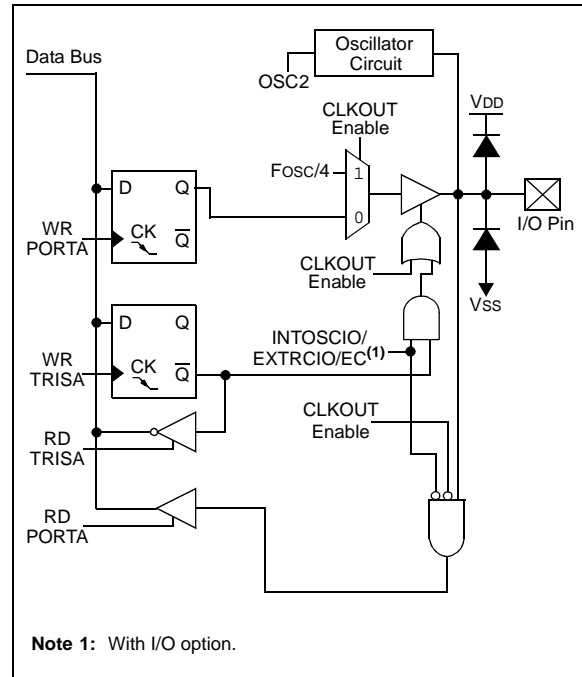 Data Bus
Oscillator
Circuit
OSC2
CLKOUT
Enable
VDD
FOSC/4
1
0
D
Q
CK
Q
WR
PORTA
I/O Pin
CLKOUT
Enable
VSS
D
Q
CK
Q
WR
TRISA
INTOSCIO/
EXTRCIO/EC(1)
CLKOUT
Enable
RD
TRISA
RD
PORTA
Note 1: With I/O option.